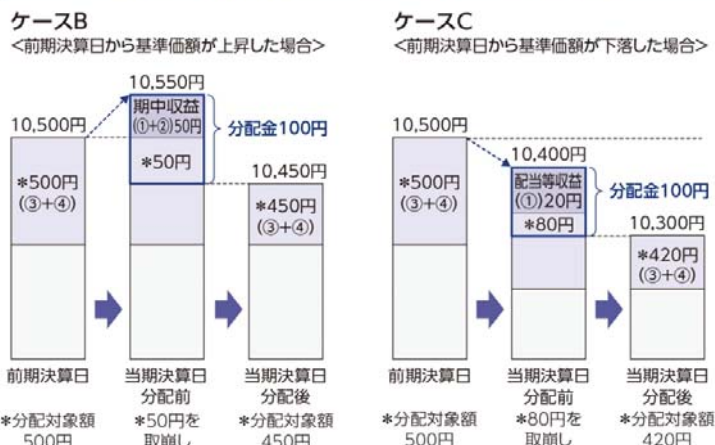 ケースB
<前期決算日から基準価額が上昇した場合>
10,550円
10,500円
期中収益
(①+②)50円
分配金100円
*50円
*500円
(③+④)
10,450円
*450円
(③+④)
前期決算日
当期決算日
分配前
当期決算日
分配後
*分配対象額
500円
*50円を
取崩し
*分配対象額
450円
ケースC
<前期決算日から基準価額が下落した場合>
10,500円
10,400円
*500円
(③+④)
配当等収益
(①)20円
分配金100円
*80円
10,300円
*420円
(③+④)
前期決算日
当期決算日
分配前
当期決算日
分配後
*分配対象額
500円
*80円を
取崩し
*分配対象額
420円